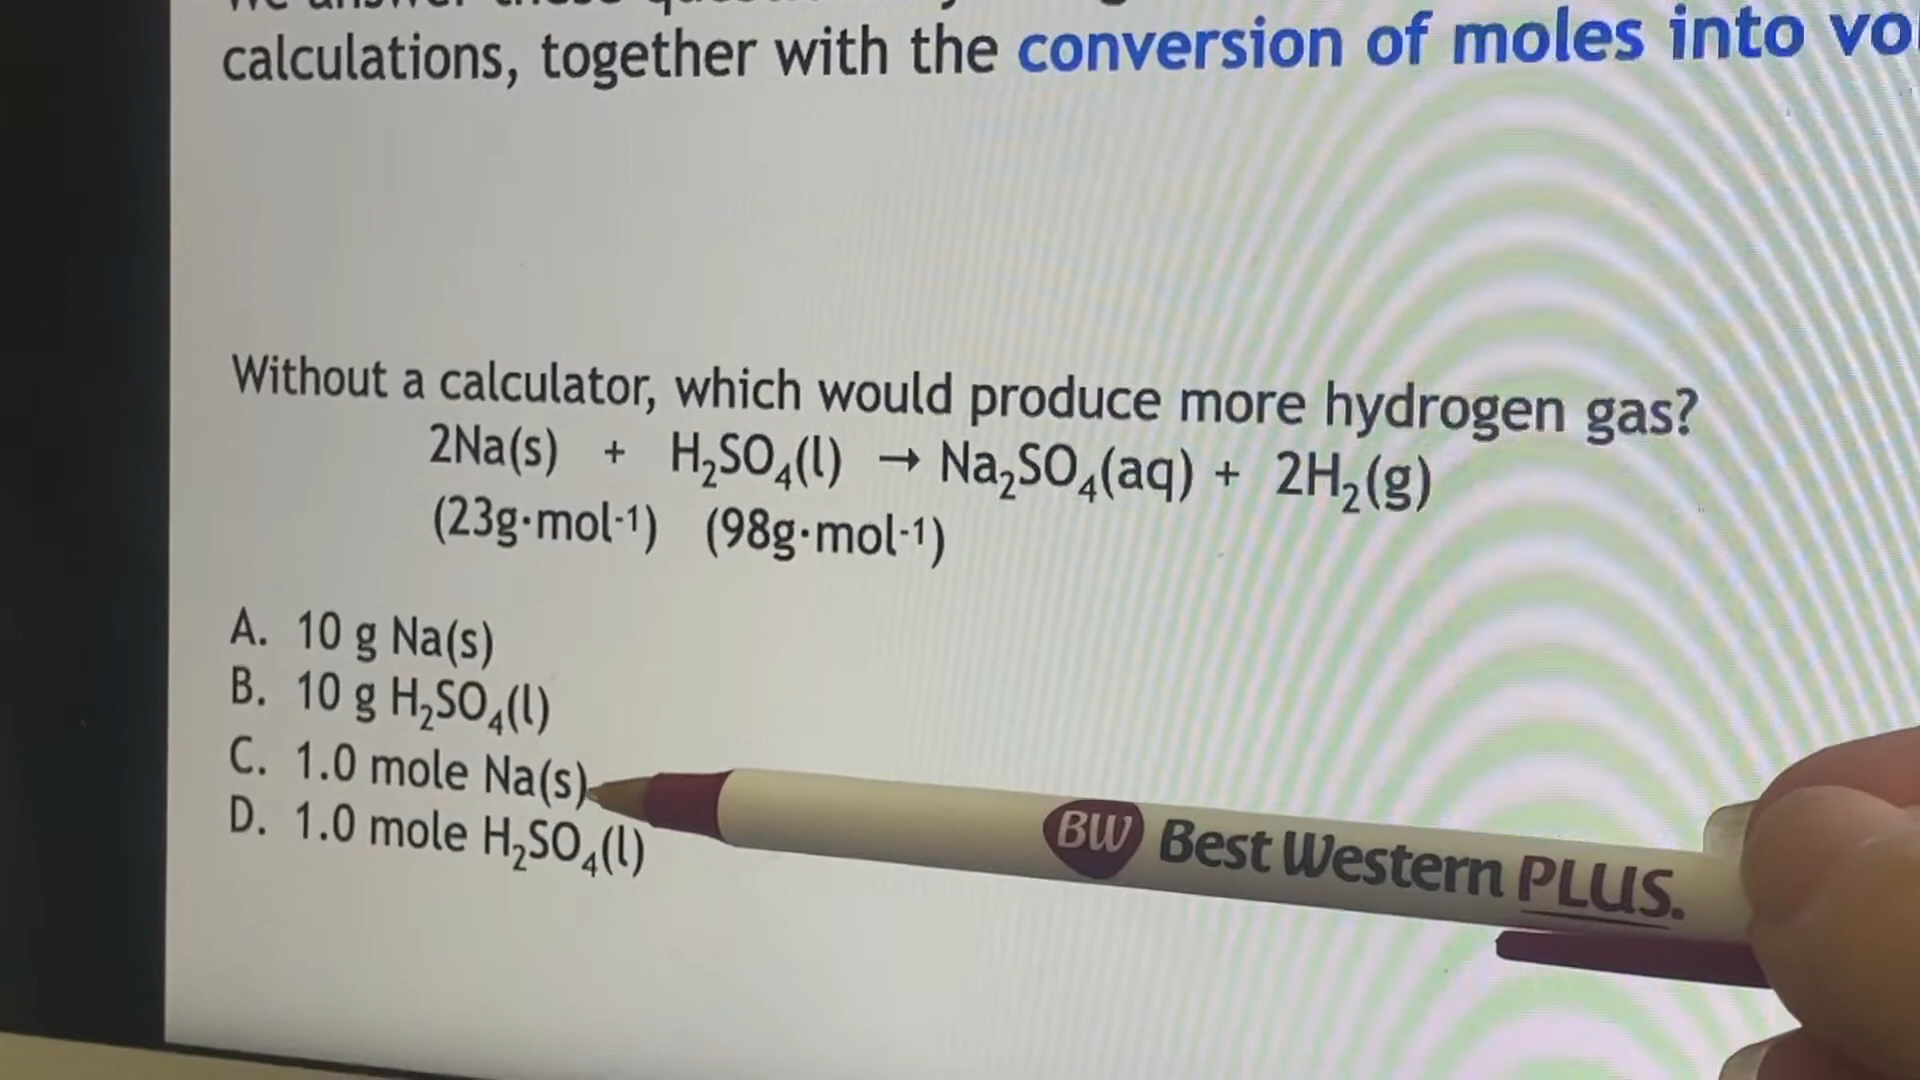 calculations, together with the conversion of moles into
Without a calculator, which would produce more hydrogen gas?
2Na(s) + H₂SO₄(l) → Na₂SO₄(aq) + 2H₂(g)
(23g·mol⁻¹) (98g·mol⁻¹)
A. 10 g Na(s)
B. 10 g H₂SO₄(l)
C. 1.0 mole Na(s)
D. 1.0 mole H₂SO₄(l)
BW Best Western PLUS.